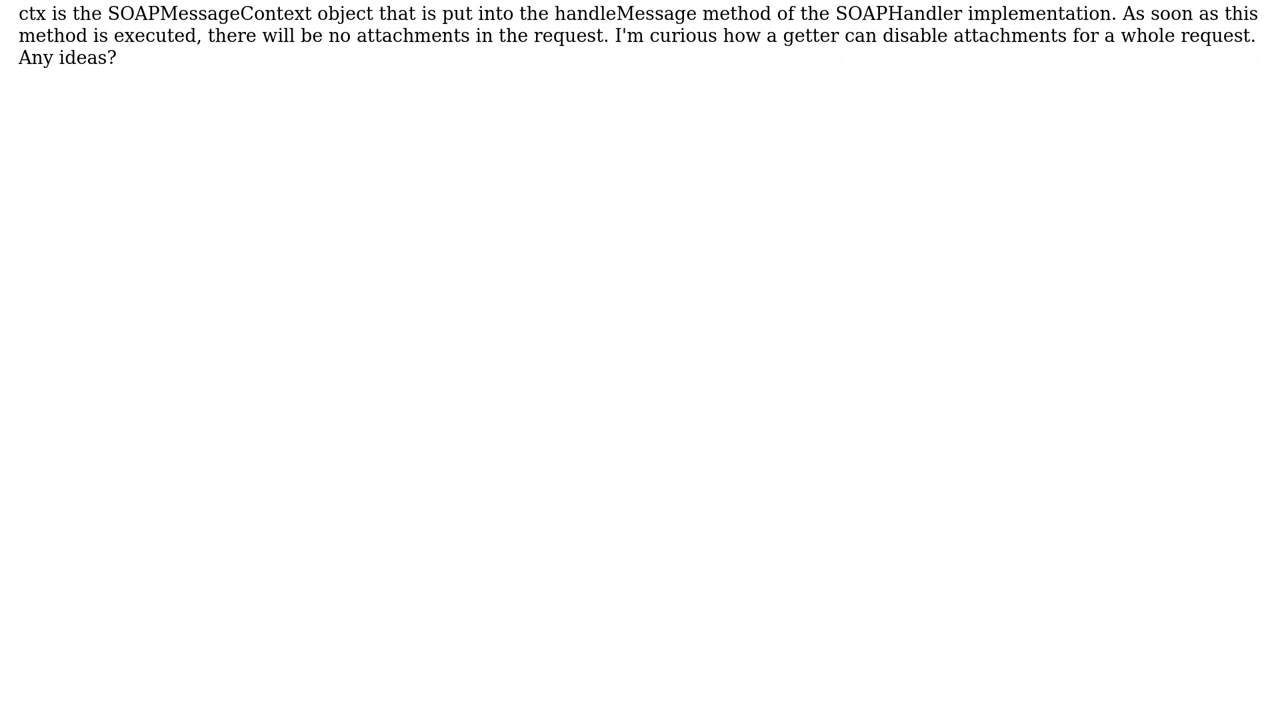 ctx is the SOAPMessageContext object that is put into the handleMessage method of the SOAPHandler implementation. As soon as this
method is executed, there will be no attachments in the request. I'm curious how a getter can disable attachments for a whole request.
Any ideas?